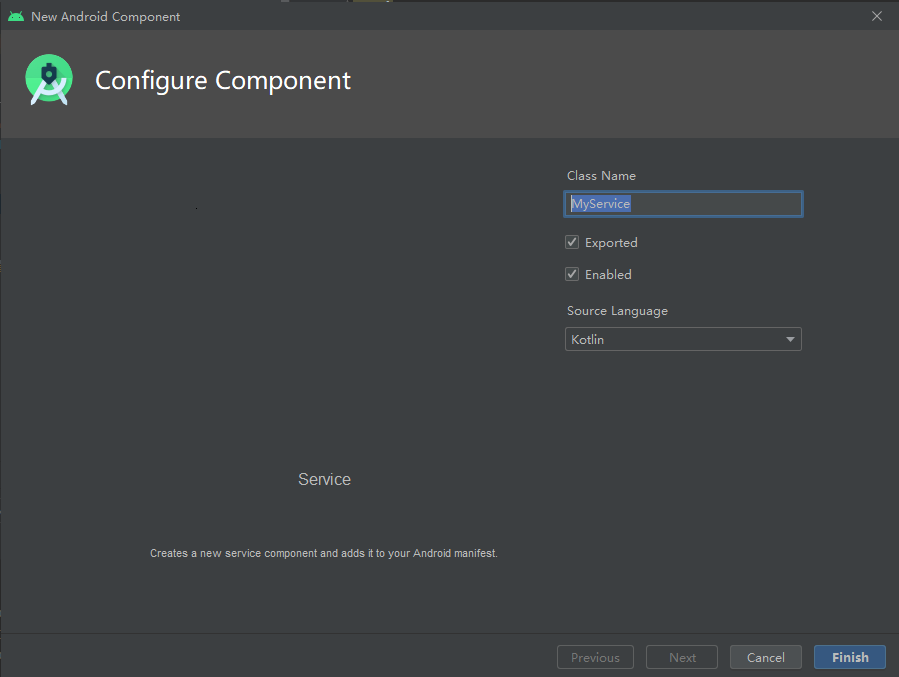 New Android Component
Configure Component
Class Name
MyService
Exported
Enabled
Source Language
Kotlin
Service
Creates a new service component and adds it to your Android manifest.
Previous
Next
Cancel
Finish